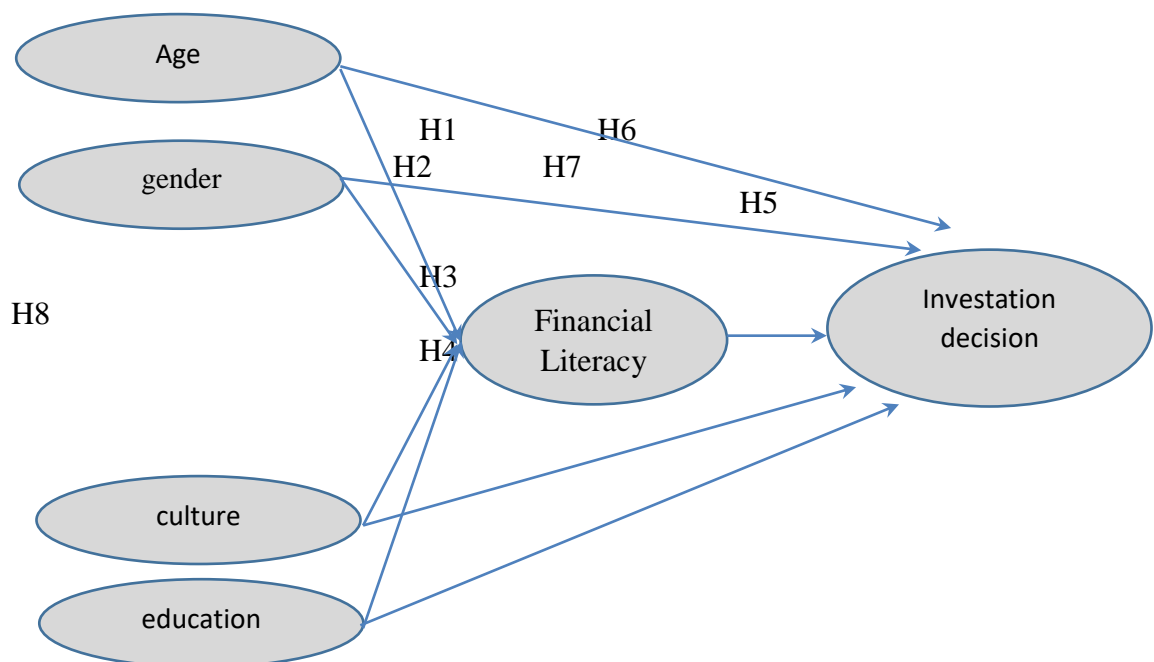 Age
H1
H6
gender
H2
H7
H5
H3
H8
Financial
Literacy
Investation
decision
H4
culture
education